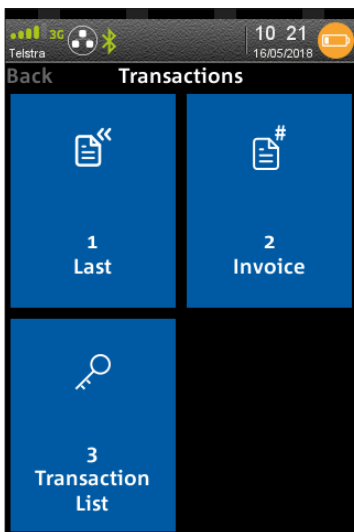 3G
10 21
Telstra
16/05/2018
Back Transactions
«
#
1
Last
2
Invoice
3
Transaction
List